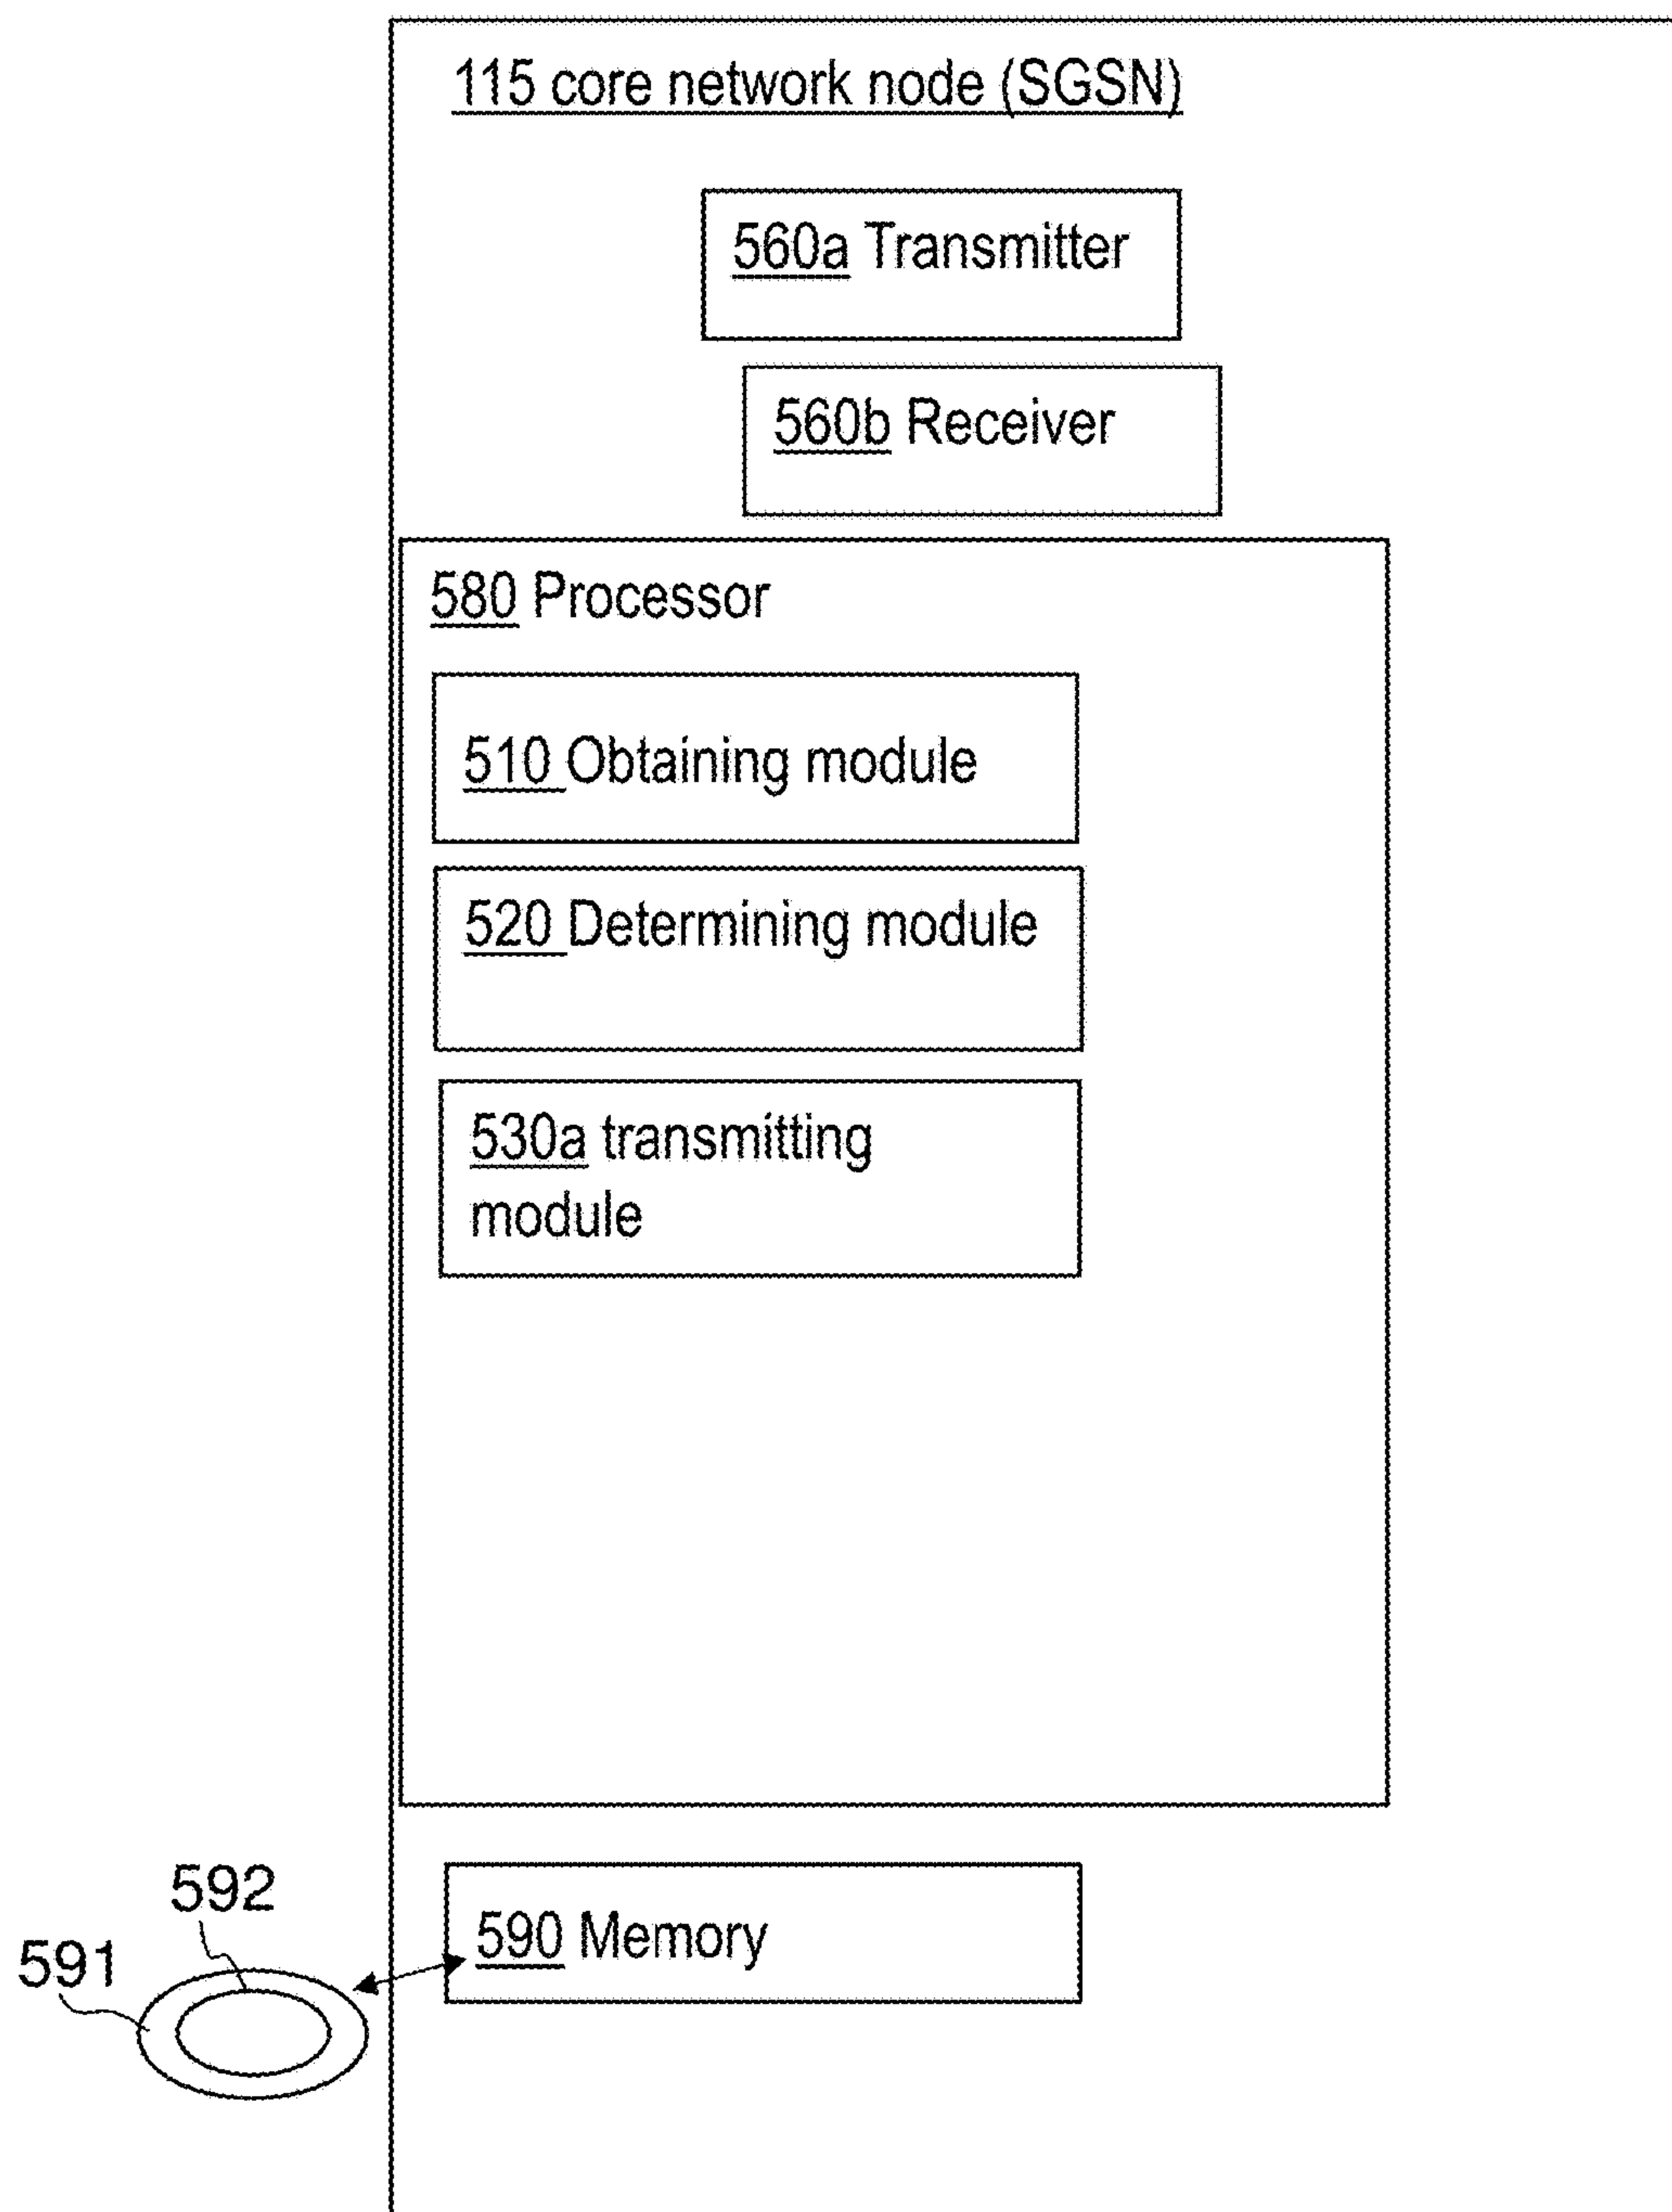 115 core network node (SGSN)
560a Transmitter
560b Receiver
580 Processor
510 Obtaining module
520 Determining module
530a transmitting
module
592
591
590 Memory